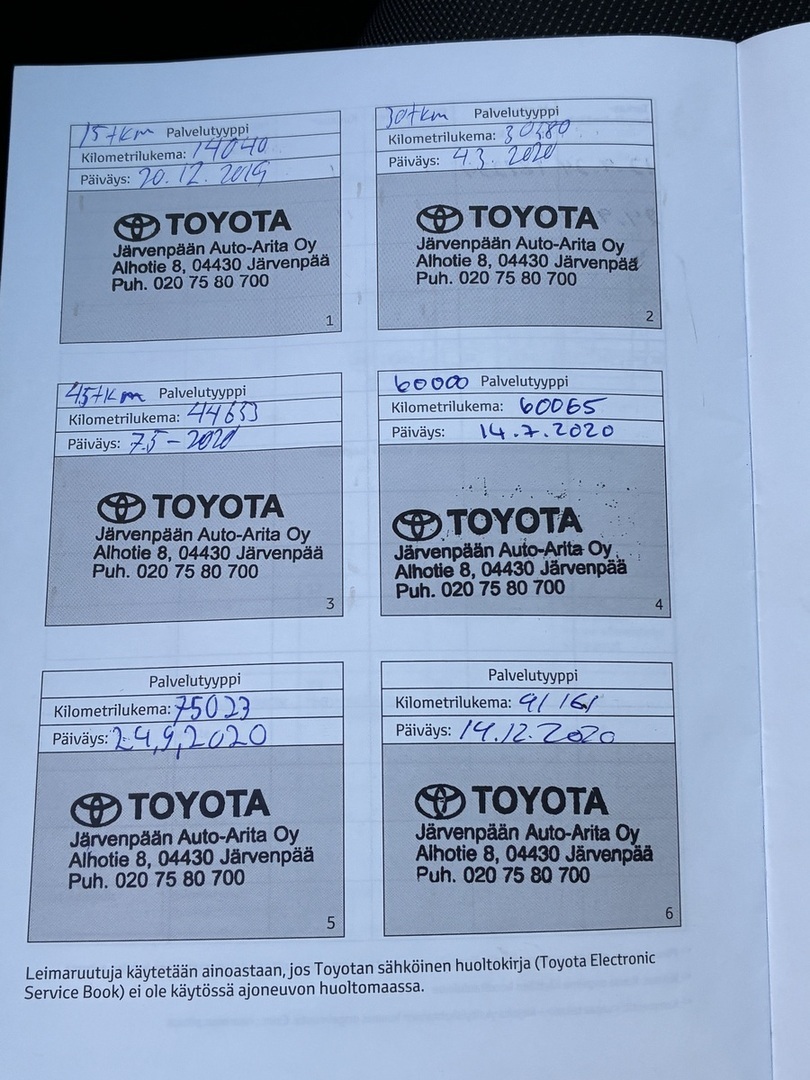 15tkm Palvelutyyppi
Kilometrilukema: 14040
Päiväys: 20.12.2019
TOYOTA
Järvenpään Auto-Arita Oy
Alhotie 8, 04430 Järvenpää
Puh. 020 75 80 700
1
30tkm Palvelutyyppi
Kilometrilukema: 30480
Päiväys: 4.3.2020
TOYOTA
Järvenpään Auto-Arita Oy
Alhotie 8, 04430 Järvenpää
Puh. 020 75 80 700
2
45tkm Palvelutyyppi
Kilometrilukema: 44653
Päiväys: 7.5-2020
TOYOTA
Järvenpään Auto-Arita Oy
Alhotie 8, 04430 Järvenpää
Puh. 020 75 80 700
3
60000 Palvelutyyppi
Kilometrilukema: 60065
Päiväys: 14.7.2020
TOYOTA
Järvenpään Auto-Arita Oy
Alhotie 8, 04430 Järvenpää
Puh. 020 75 80 700
4
Palvelutyyppi
Kilometrilukema: 75023
Päiväys: 24,9,2020
TOYOTA
Järvenpään Auto-Arita Oy
Alhotie 8, 04430 Järvenpää
Puh. 020 75 80 700
5
Palvelutyyppi
Kilometrilukema: 91161
Päiväys: 14.12.2020
TOYOTA
Järvenpään Auto-Arita Oy
Alhotie 8, 04430 Järvenpää
Puh. 020 75 80 700
6
Leimaruutuja käytetään ainoastaan, jos Toyotan sähköinen huoltokirja (Toyota Electronic
Service Book) ei ole käytössä ajoneuvon huoltomaassa.